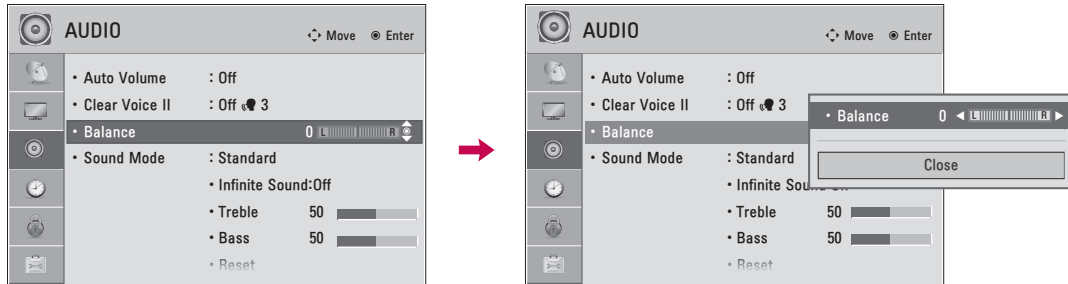 AUDIO Move Enter
• Auto Volume : Off
• Clear Voice II : Off 3
• Balance 0 L R
• Sound Mode : Standard
• Infinite Sound:Off
• Treble 50
• Bass 50
• Reset
AUDIO Move Enter
• Auto Volume : Off
• Clear Voice II : Off 3
• Balance
• Sound Mode : Standard
• Infinite Sou
• Treble 50
• Bass 50
• Reset
• Balance 0 L R
Close